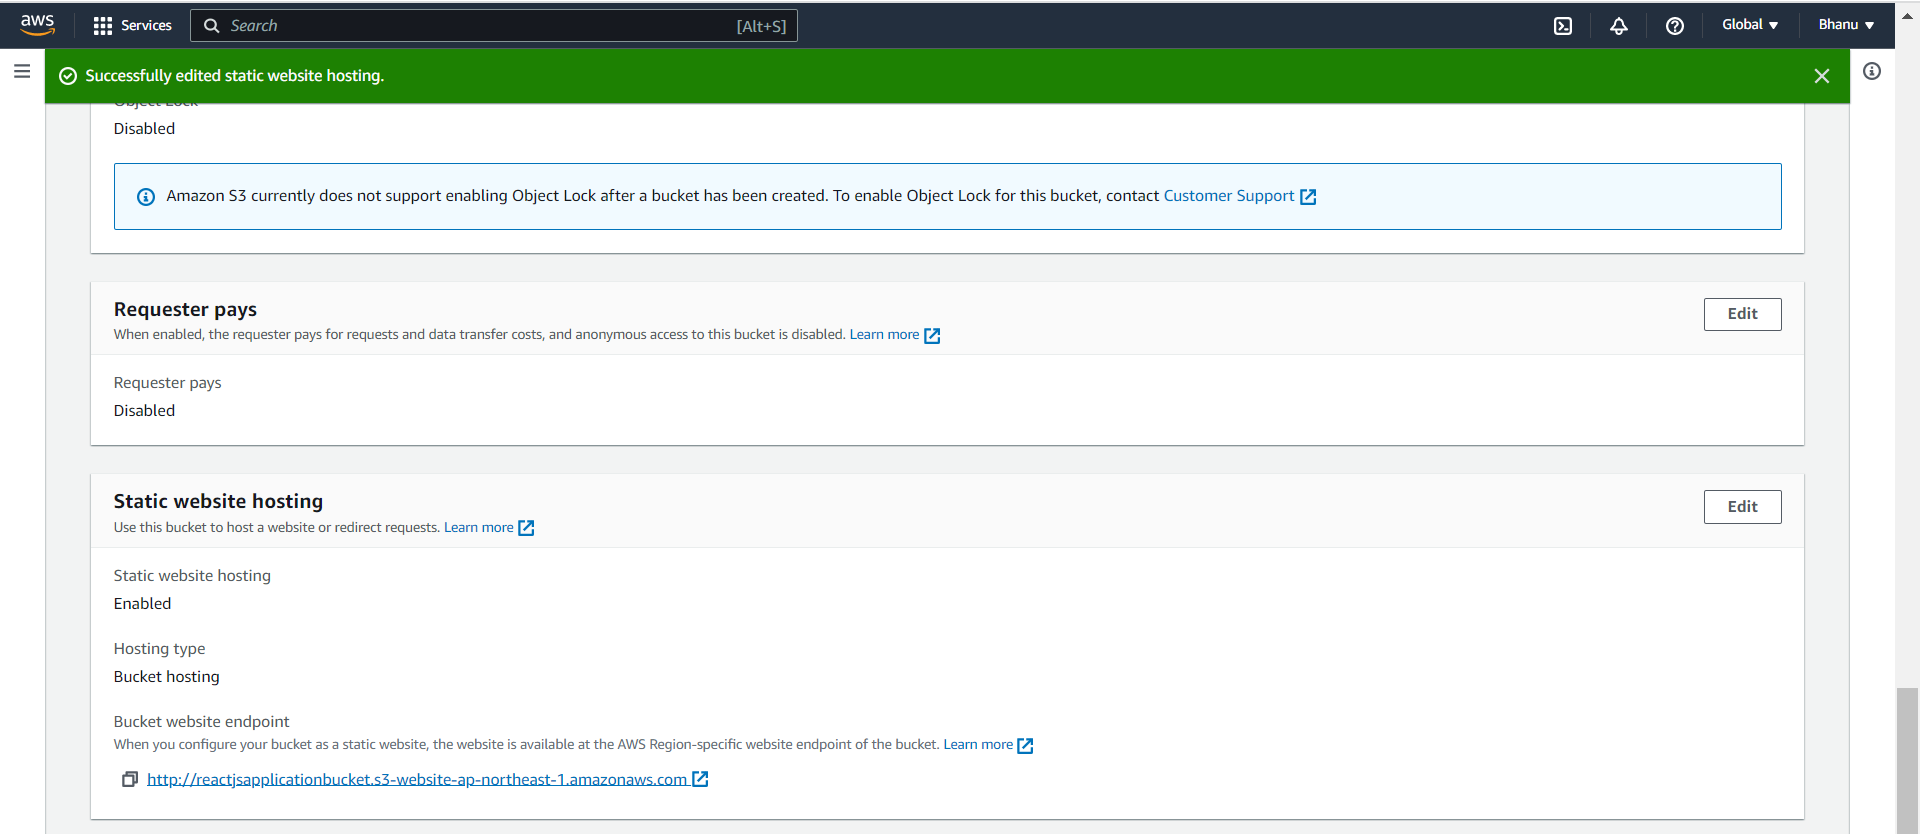 aws
Services
Search
[Alt+S]
Global
Bhanu
Successfully edited static website hosting.
Object Lock
Disabled
Amazon S3 currently does not support enabling Object Lock after a bucket has been created. To enable Object Lock for this bucket, contact Customer Support
Requester pays
Edit
When enabled, the requester pays for requests and data transfer costs, and anonymous access to this bucket is disabled. Learn more
Requester pays
Disabled
Static website hosting
Edit
Use this bucket to host a website or redirect requests. Learn more
Static website hosting
Enabled
Hosting type
Bucket hosting
Bucket website endpoint
When you configure your bucket as a static website, the website is available at the AWS Region-specific website endpoint of the bucket. Learn more
http://reactjsapplicationbucket.s3-website-ap-northeast-1.amazonaws.com